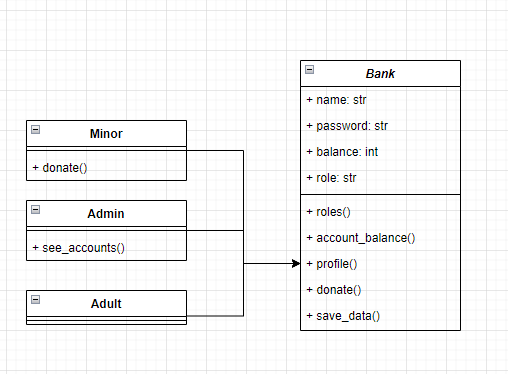 Minor
+ donate()
Admin
+ see_accounts()
Adult
Bank
+ name: str
+ password: str
+ balance: int
+ role: str
+ roles()
+ account_balance()
+ profile()
+ donate()
+ save_data()